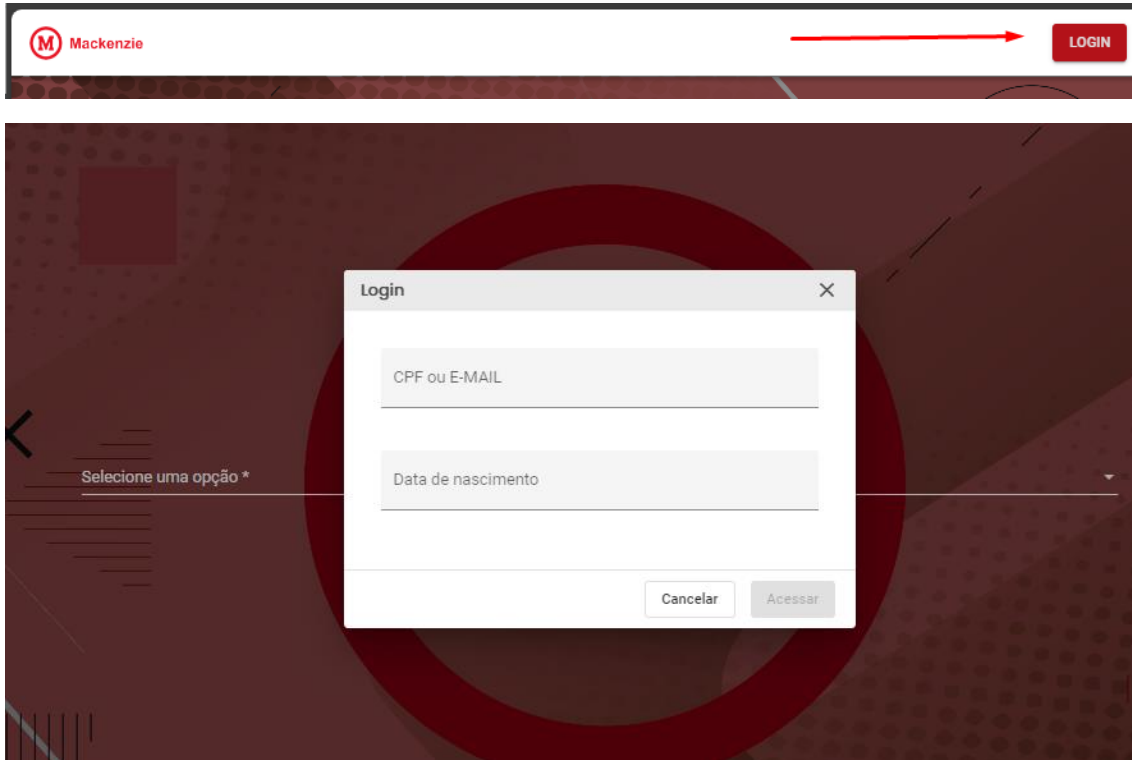 M Mackenzie
LOGIN
Login
CPF ou E-MAIL
Selecione uma opção *
Data de nascimento
Cancelar
Acessar